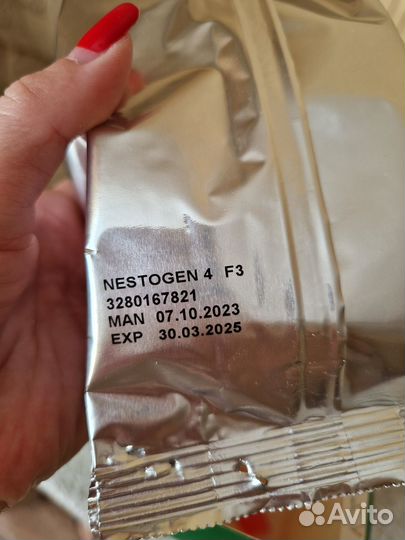 NESTOGEN 4 F3
3280167821
MAN 07.10.2023
EXP 30.03.2025
Avito